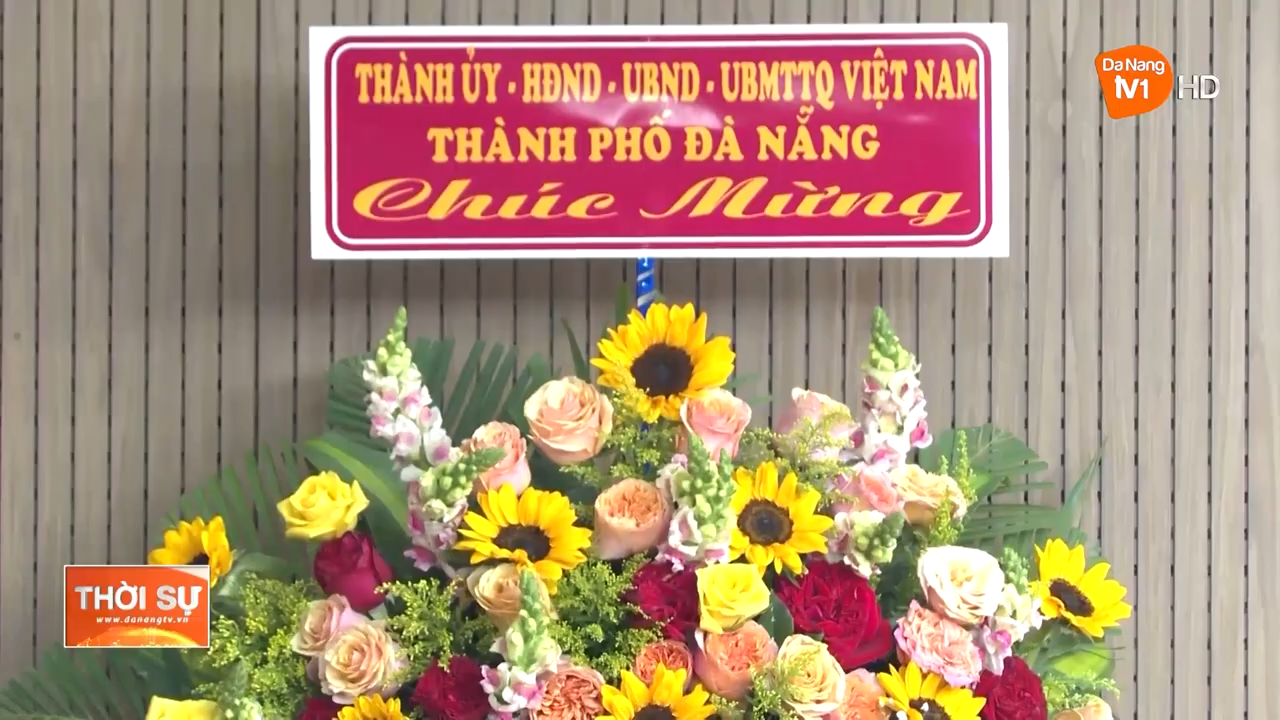 THÀNH ỦY - HĐND - UBND - UBMTTQ VIỆT NAM
THÀNH PHỐ ĐÀ NẴNG
Chúc Mừng
Da Nang
tv1 HD
THỜI SỰ
www.danangtv.vn